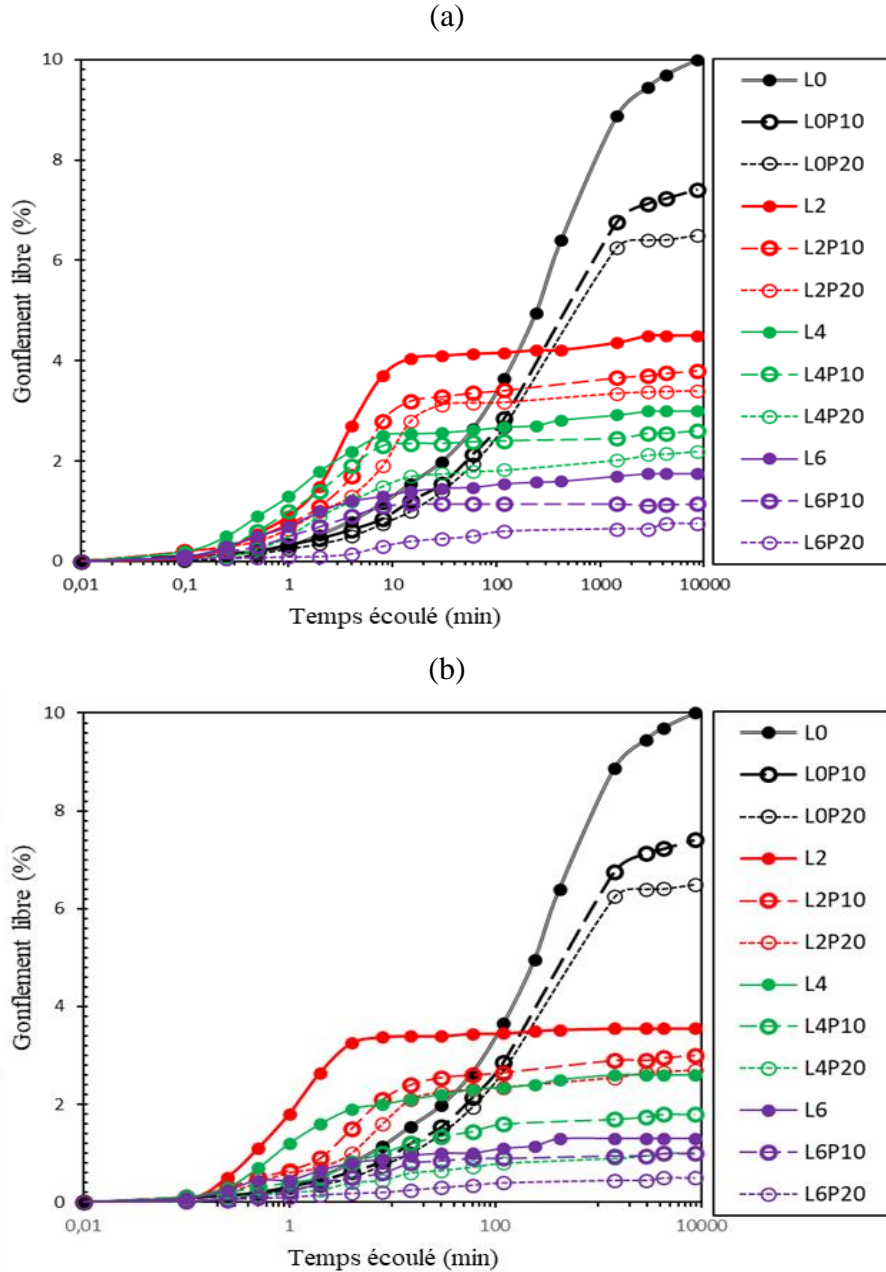 (a)
10
8
6
4
2
0
0,01
0,1
1
10
100
1000
10000
Gonflement libre (%)
Temps écoulé (min)
L0
L0P10
L0P20
L2
L2P10
L2P20
L4
L4P10
L4P20
L6
L6P10
L6P20
(b)
10
8
6
4
2
0
0,01
1
100
10000
Gonflement libre (%)
Temps écoulé (min)
L0
L0P10
L0P20
L2
L2P10
L2P20
L4
L4P10
L4P20
L6
L6P10
L6P20